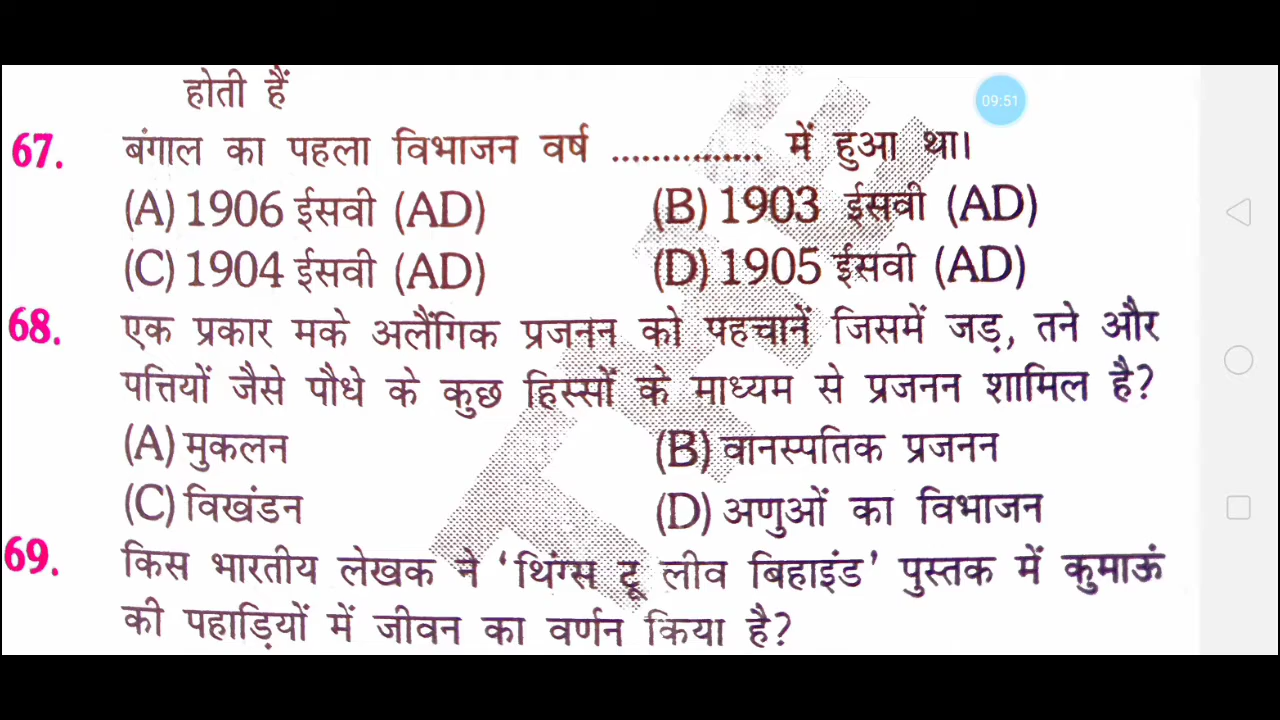 होती हैं
09:51
67. बंगाल का पहला विभाजन वर्ष ............... में हुआ था।
(A) 1906 ईसवी (AD) (B) 1903 ईसवी (AD)
(C) 1904 ईसवी (AD) (D) 1905 ईसवी (AD)
68. एक प्रकार मके अलैंगिक प्रजनन को पहचानें जिसमें जड़, तने और
पत्तियों जैसे पौधे के कुछ हिस्सों के माध्यम से प्रजनन शामिल है?
(A) मुकलन (B) वानस्पतिक प्रजनन
(C) विखंडन (D) अणुओं का विभाजन
69. किस भारतीय लेखक ने ‘थिंग्स टू लीव बिहाइंड’ पुस्तक में कुमाऊं
की पहाड़ियों में जीवन का वर्णन किया है?